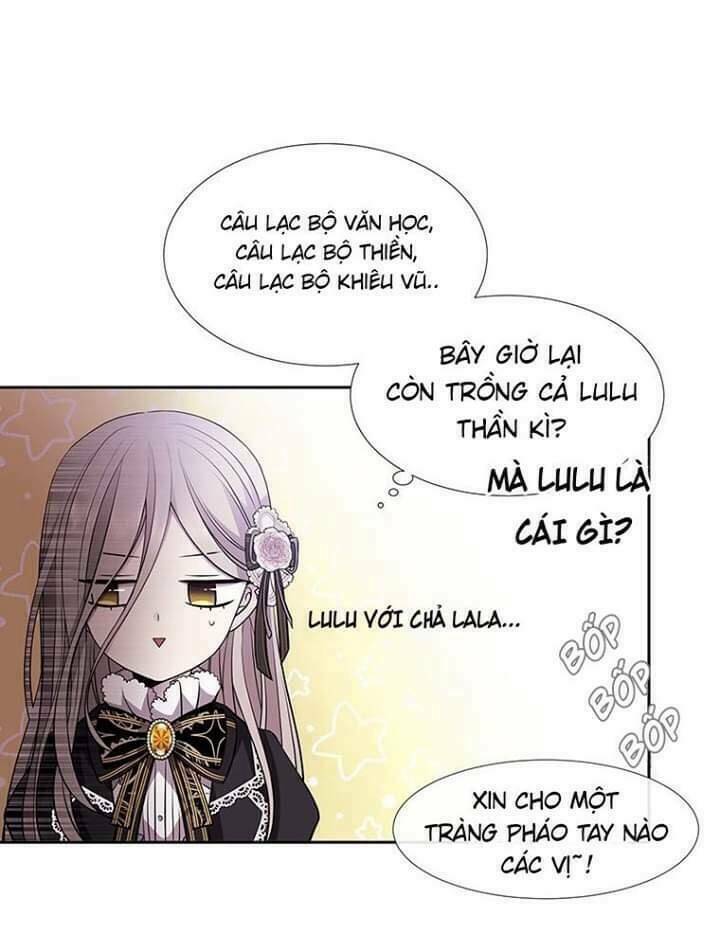 CÂU LẠC BỘ VĂN HỌC,
CÂU LẠC BỘ THIỀN,
CÂU LẠC BỘ KHIÊU VŨ..
BÂY GIỜ LẠI
CÒN TRỒNG CẢ LULU
THẦN KÌ?
MÀ LULU LÀ
CÁI GÌ?
LULU VỚI CHẢ LALA...
BỐP
BỐP
BỐP
XIN CHO MỘT
TRÀNG PHÁO TAY NÀO
CÁC VỊ~!